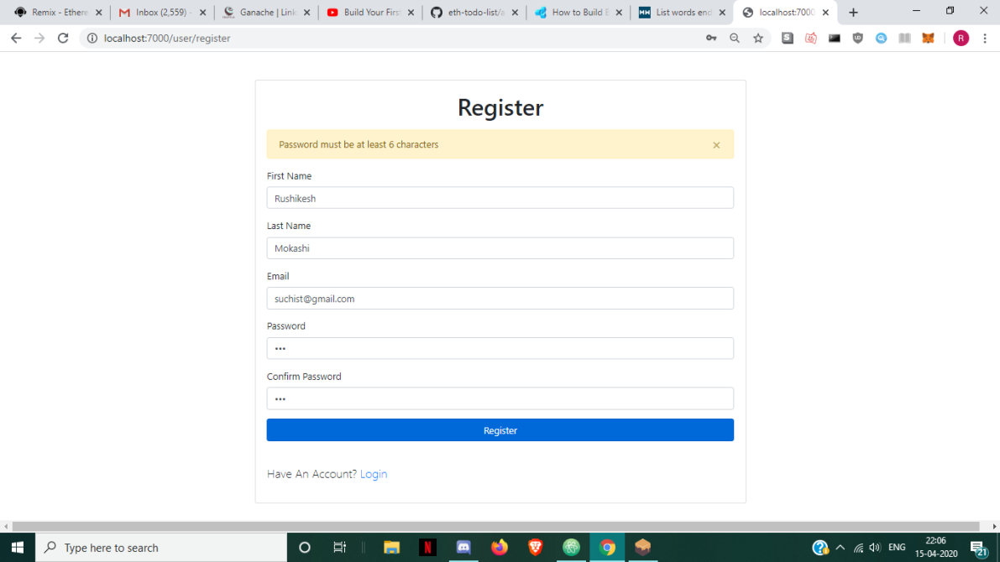 Remix - Ethere
Inbox (2,559) -
Ganache | Link
Build Your First
eth-todo-list/a
How to Build E
List words end
localhost:7000
localhost:7000/user/register
R
Register
Password must be at least 6 characters
First Name
Rushikesh
Last Name
Mokashi
Email
suchist@gmail.com
Password
•••
Confirm Password
•••
Register
Have An Account? Login
Type here to search
ENG
22:06
15-04-2020
21